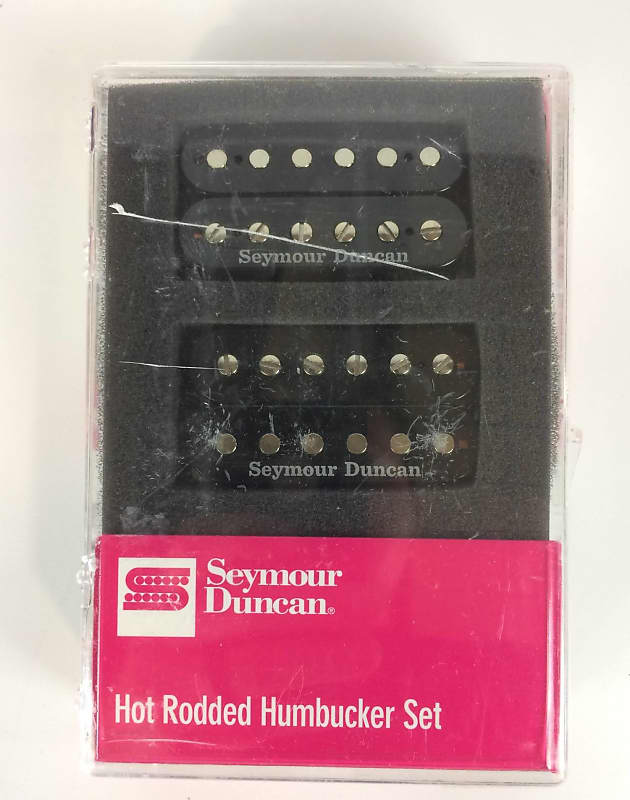 Seymour Duncan
Seymour Duncan
Seymour
Duncan®
Hot Rodded Humbucker Set